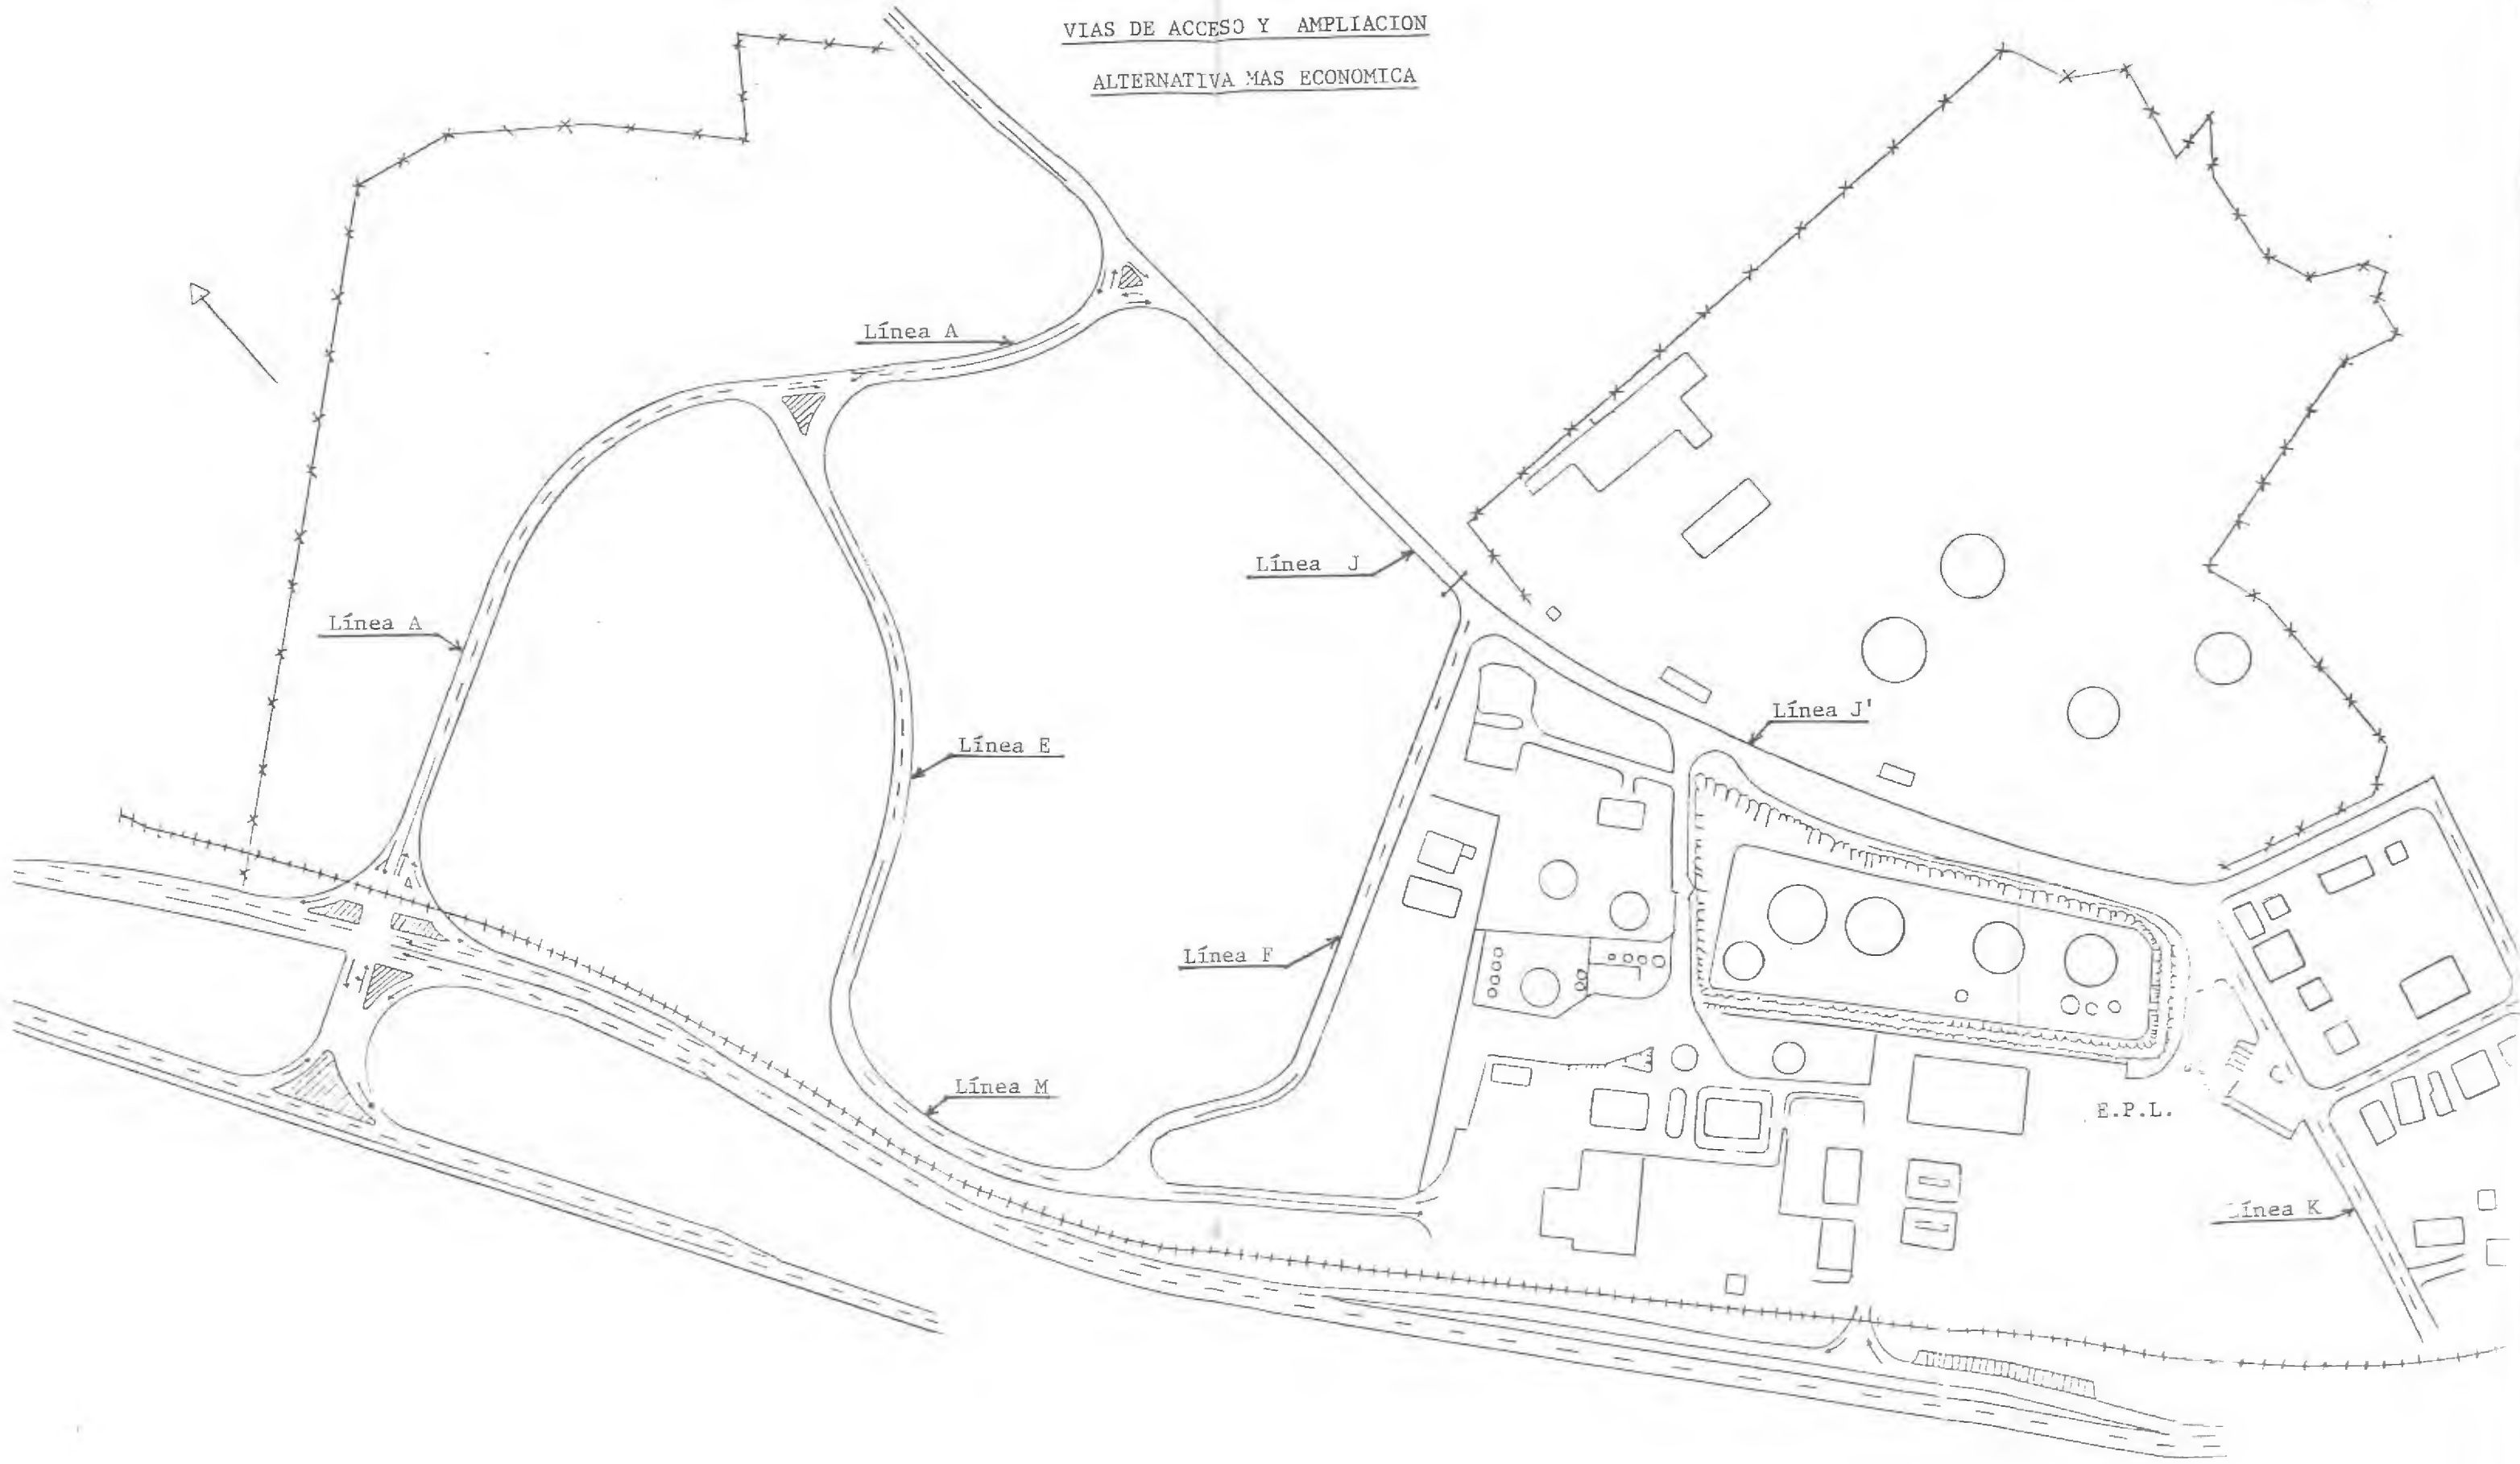 VIAS DE ACCESO Y AMPLIACION
ALTERNATIVA MAS ECONOMICA
Línea A
Línea J
Línea A
Línea J'
Línea E
Línea F
Línea M
E.P.L.
Línea K